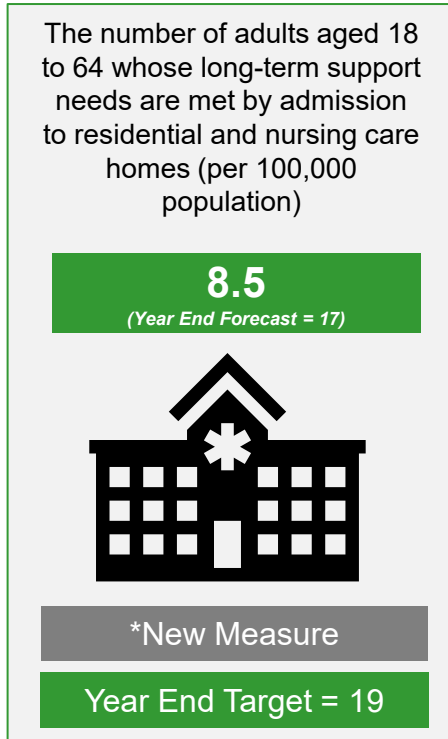 The number of adults aged 18
to 64 whose long-term support
needs are met by admission
to residential and nursing care
homes (per 100,000
population)
8.5
(Year End Forecast = 17)
*New Measure
Year End Target = 19